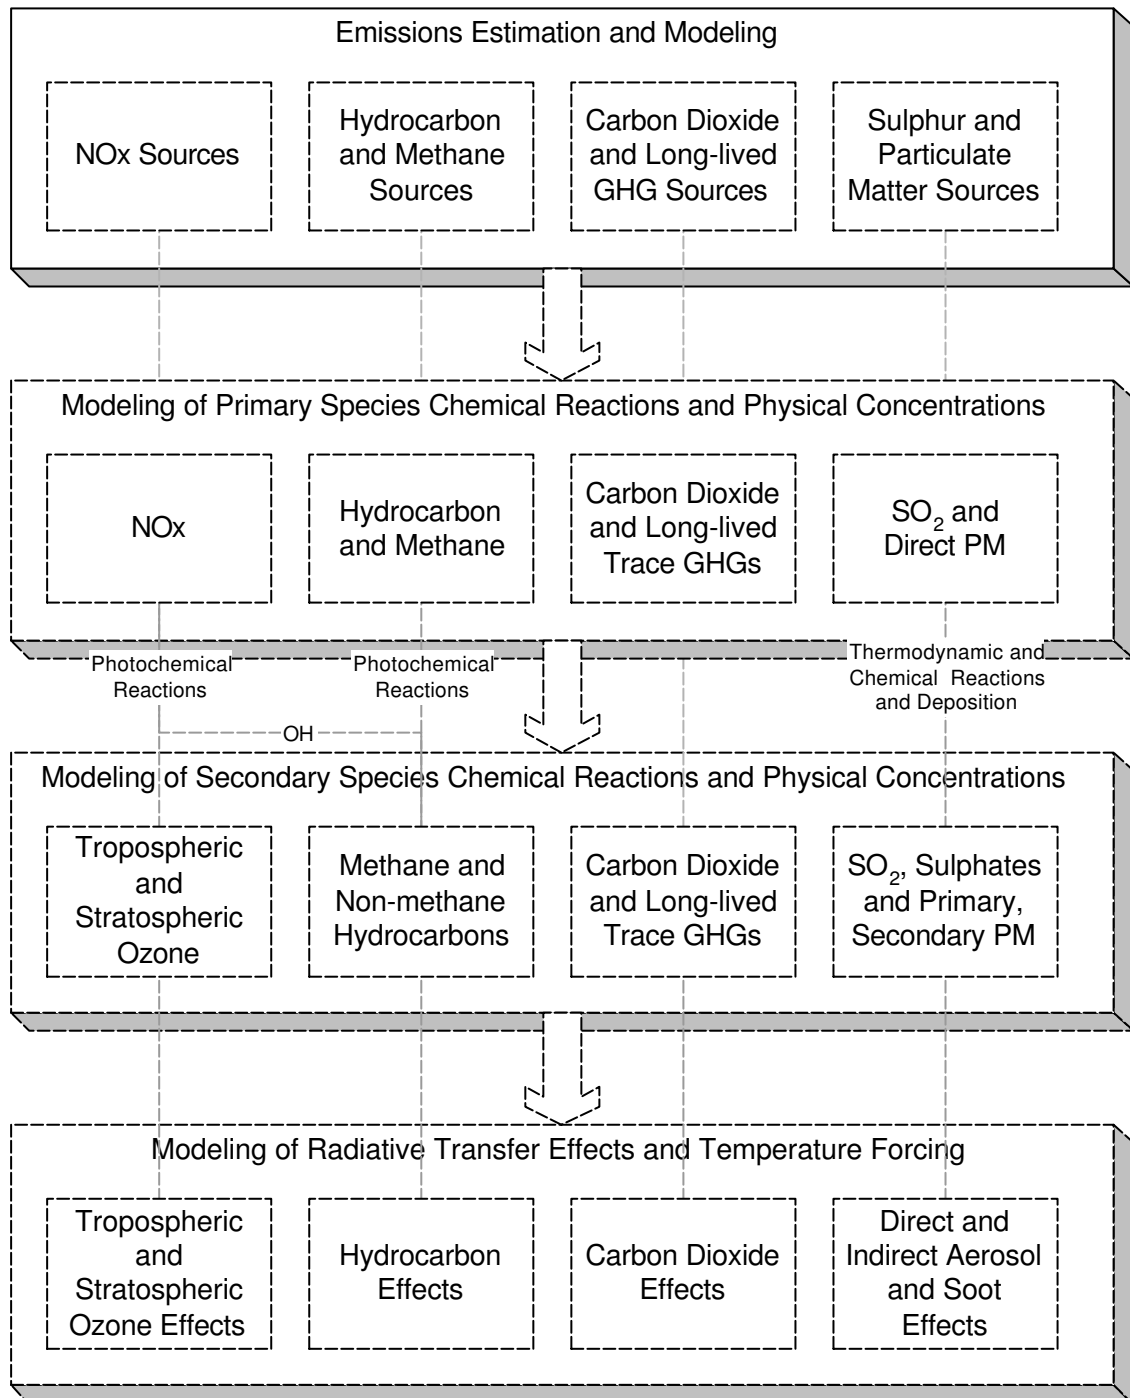 Emissions Estimation and Modeling
NOx Sources
Hydrocarbon
and Methane
Sources
Carbon Dioxide
and Long-lived
GHG Sources
Sulphur and
Particulate
Matter Sources
Modeling of Primary Species Chemical Reactions and Physical Concentrations
NOx
Hydrocarbon
and Methane
Carbon Dioxide
and Long-lived
Trace GHGs
SO₂ and
Direct PM
Photochemical
Reactions
Photochemical
Reactions
Thermodynamic and
Chemical Reactions
and Deposition
OH
Modeling of Secondary Species Chemical Reactions and Physical Concentrations
Tropospheric
and
Stratospheric
Ozone
Methane and
Non-methane
Hydrocarbons
Carbon Dioxide
and Long-lived
Trace GHGs
SO₂, Sulphates
and Primary,
Secondary PM
Modeling of Radiative Transfer Effects and Temperature Forcing
Tropospheric
and
Stratospheric
Ozone Effects
Hydrocarbon
Effects
Carbon Dioxide
Effects
Direct and
Indirect Aerosol
and Soot
Effects